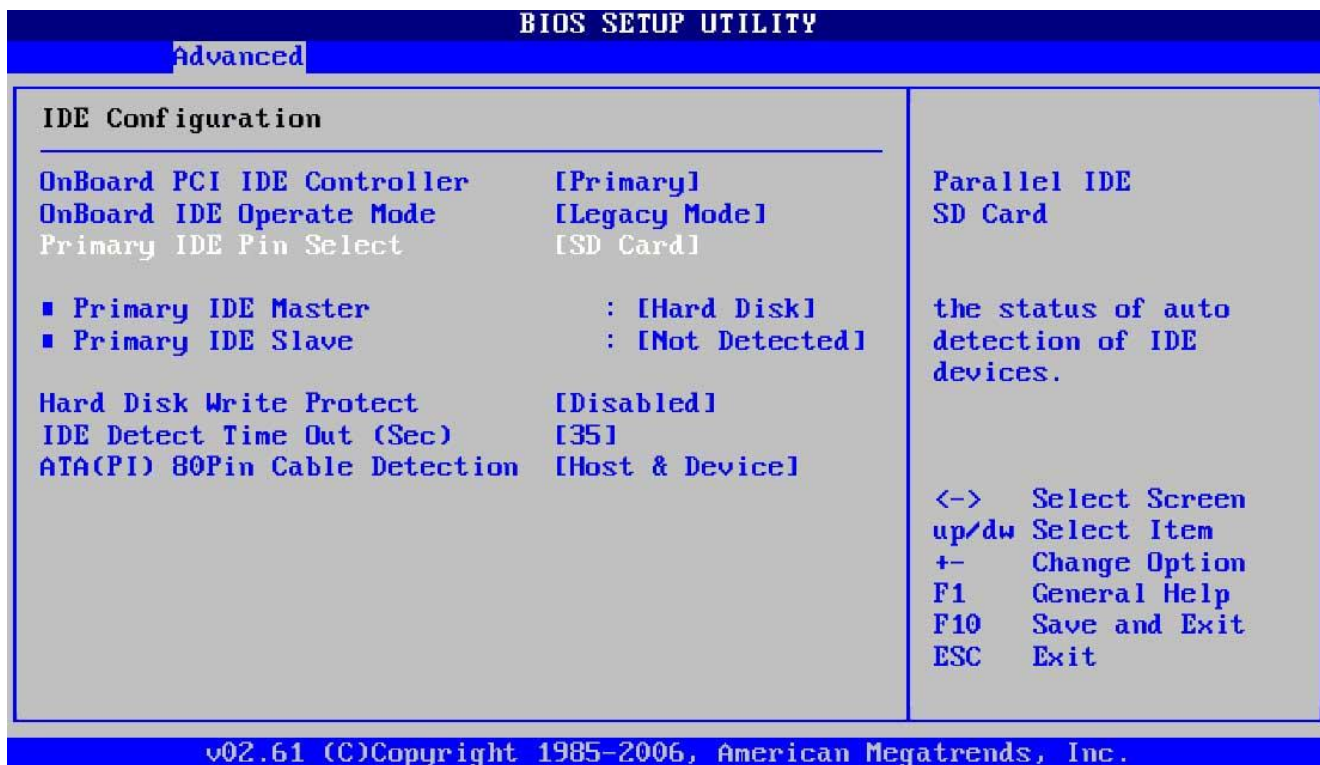 BIOS SETUP UTILITY
Advanced
IDE Configuration
OnBoard PCI IDE Controller [Primary]
OnBoard IDE Operate Mode [Legacy Mode]
Primary IDE Pin Select [SD Card]
Primary IDE Master : [Hard Disk]
Primary IDE Slave : [Not Detected]
Hard Disk Write Protect [Disabled]
IDE Detect Time Out (Sec) [35]
ATA(PI) 80Pin Cable Detection [Host & Device]
Parallel IDE
SD Card
the status of auto
detection of IDE
devices.
<-> Select Screen
up/dw Select Item
+- Change Option
F1 General Help
F10 Save and Exit
ESC Exit
v02.61 (C)Copyright 1985-2006, American Megatrends, Inc.